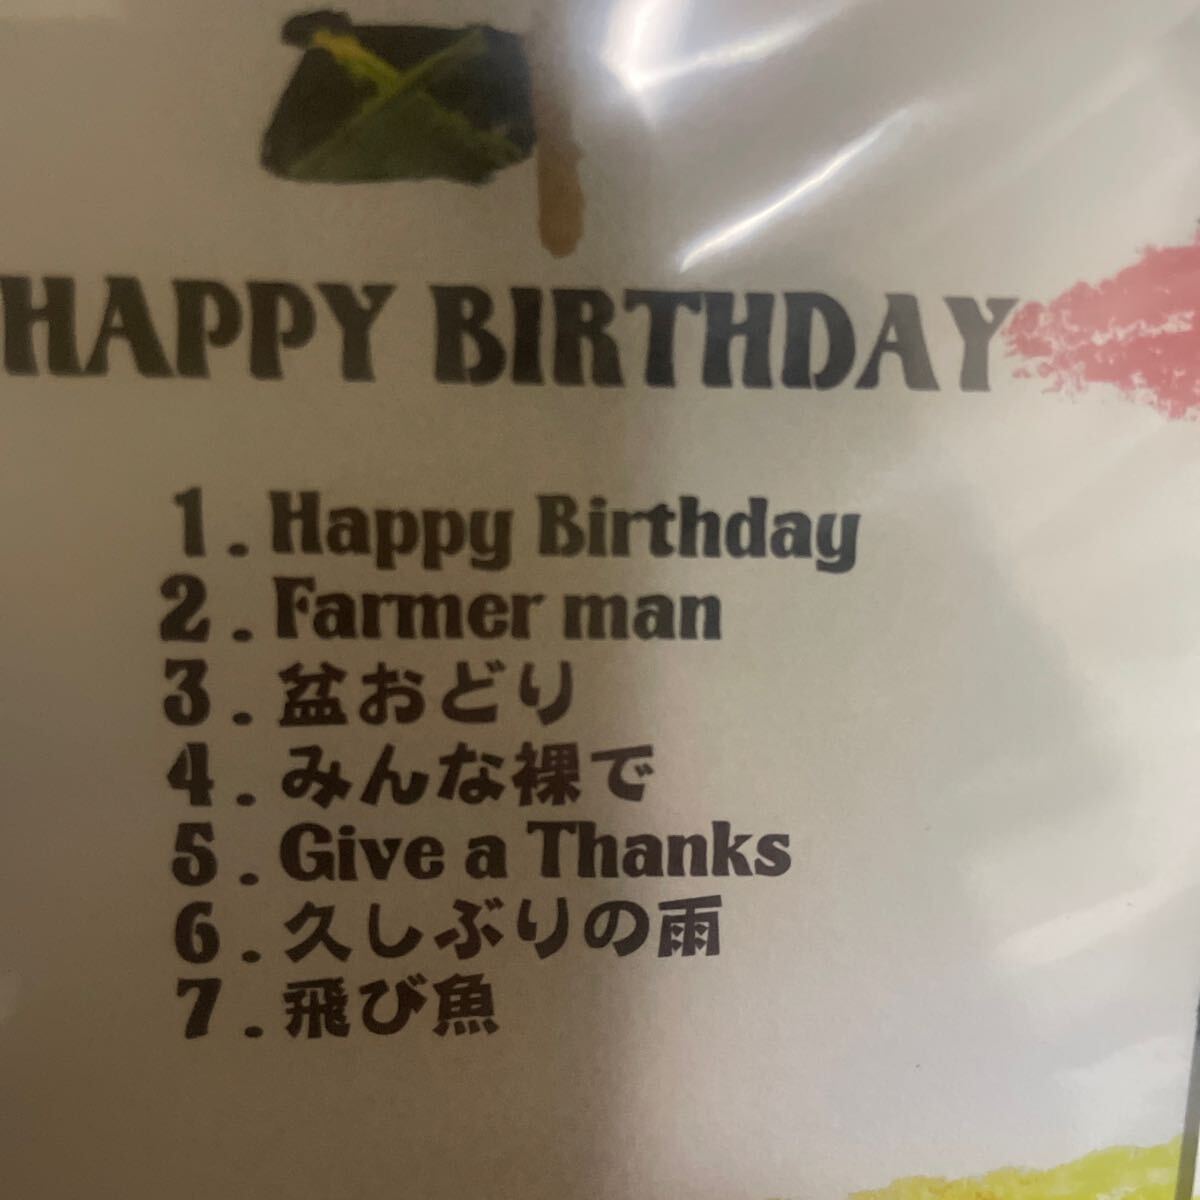 HAPPY BIRTHDAY
1.Happy Birthday
2.Farmer man
3.盆おどり
4.みんな裸で
5.Give a Thanks
6.久しぶりの雨
7.飛び魚